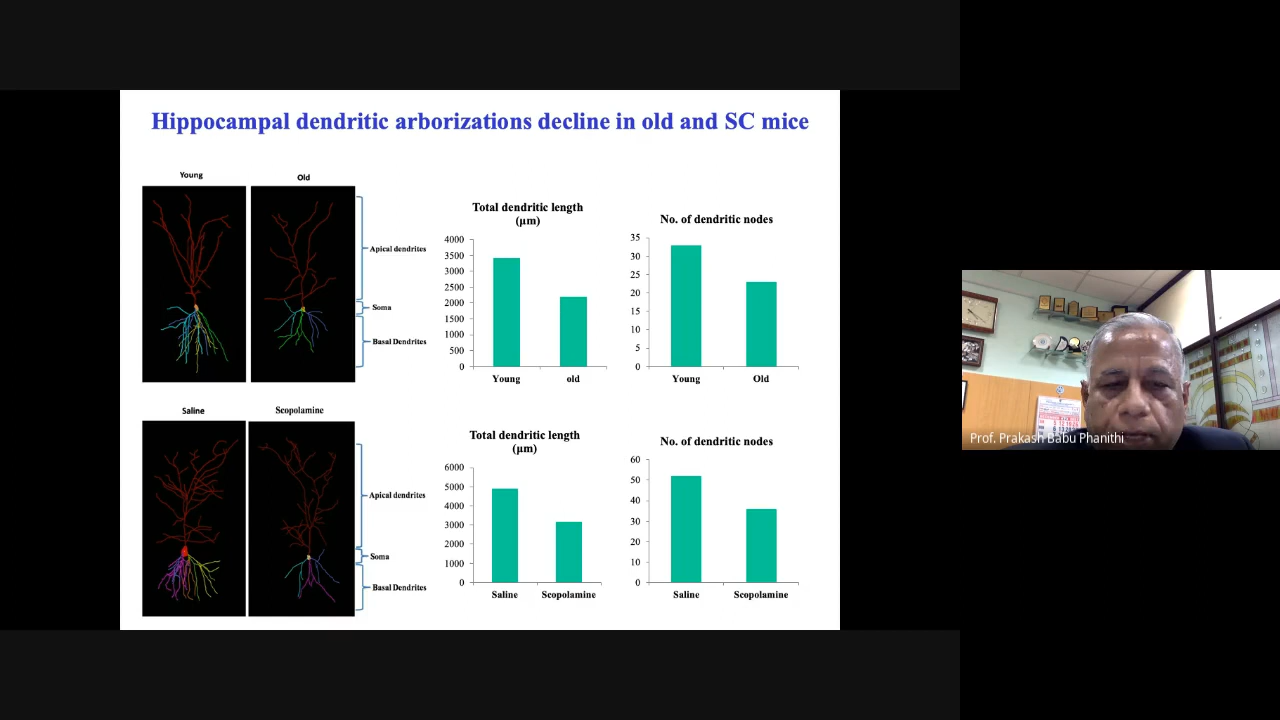 Hippocampal dendritic arborizations decline in old and SC mice
Young
Old
Apical dendrites
Soma
Basal Dendrites
Total dendritic length
(µm)
4000
3500
3000
2500
2000
1500
1000
500
0
Young
old
No. of dendritic nodes
35
30
25
20
15
10
5
0
Young
Old
Saline
Scopolamine
Apical dendrites
Soma
Basal Dendrites
Total dendritic length
(µm)
6000
5000
4000
3000
2000
1000
0
Saline
Scopolamine
No. of dendritic nodes
60
50
40
30
20
10
0
Saline
Scopolamine
Prof. Prakash Babu Phanithi